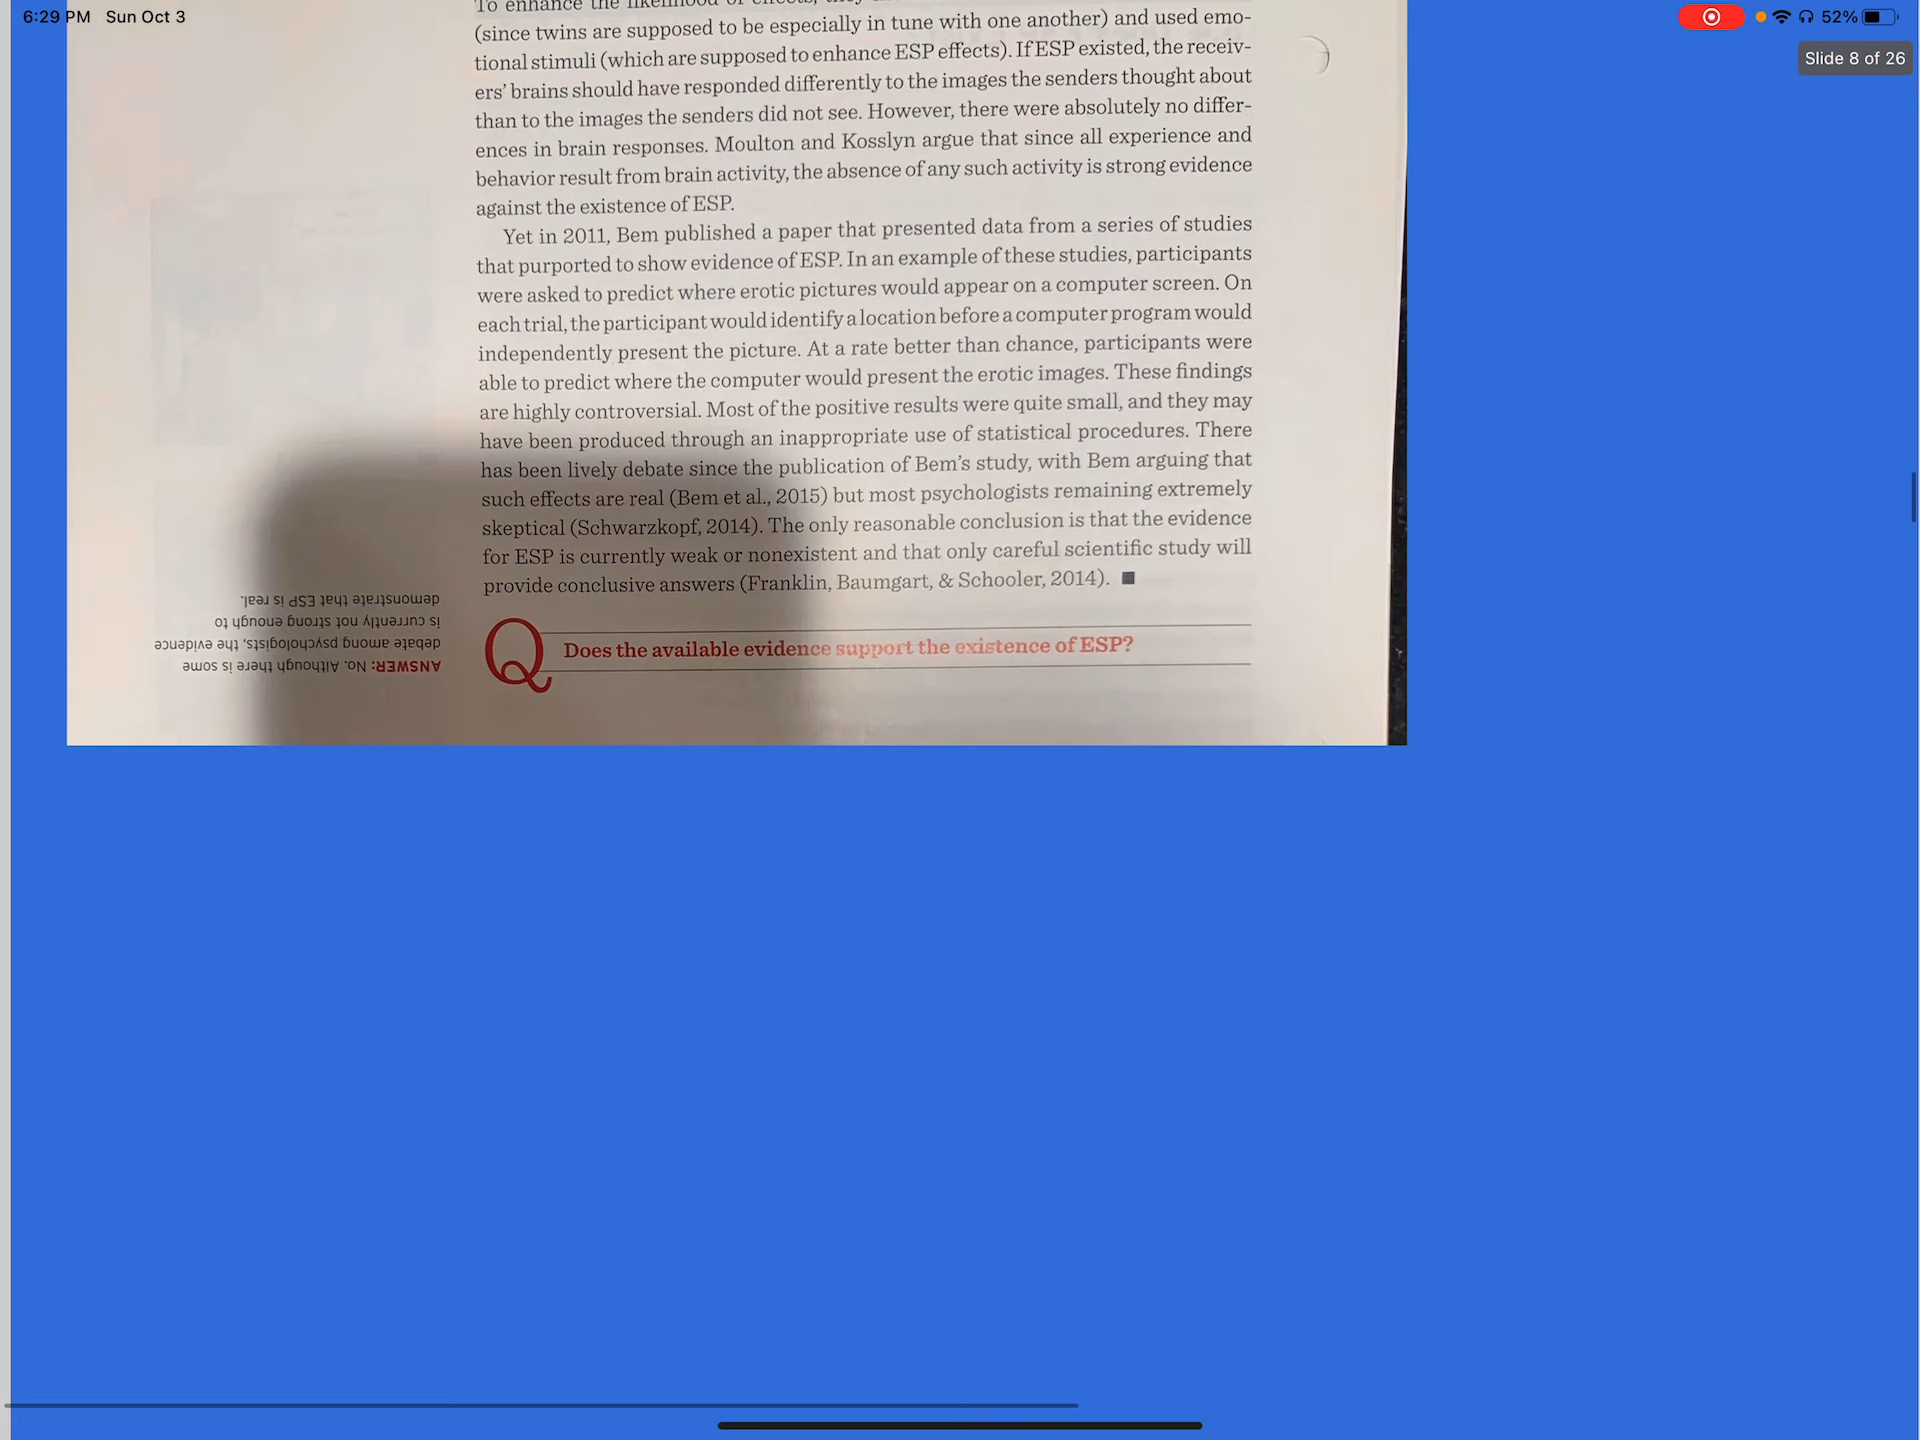 6:29 PM Sun Oct 3
52%
Slide 8 of 26
To enhance the likelihood of effects, they
(since twins are supposed to be especially in tune with one another) and used emo-
tional stimuli (which are supposed to enhance ESP effects). If ESP existed, the receiv-
ers' brains should have responded differently to the images the senders thought about
than to the images the senders did not see. However, there were absolutely no differ-
ences in brain responses. Moulton and Kosslyn argue that since all experience and
behavior result from brain activity, the absence of any such activity is strong evidence
against the existence of ESP.
Yet in 2011, Bem published a paper that presented data from a series of studies
that purported to show evidence of ESP. In an example of these studies, participants
were asked to predict where erotic pictures would appear on a computer screen. On
each trial, the participant would identify a location before a computer program would
independently present the picture. At a rate better than chance, participants were
able to predict where the computer would present the erotic images. These findings
are highly controversial. Most of the positive results were quite small, and they may
have been produced through an inappropriate use of statistical procedures. There
has been lively debate since the publication of Bem's study, with Bem arguing that
such effects are real (Bem et al., 2015) but most psychologists remaining extremely
skeptical (Schwarzkopf, 2014). The only reasonable conclusion is that the evidence
for ESP is currently weak or nonexistent and that only careful scientific study will
provide conclusive answers (Franklin, Baumgart, & Schooler, 2014). ■
Q Does the available evidence support the existence of ESP?
ANSWER: No. Although there is some
debate among psychologists, the evidence
is currently not strong enough to
demonstrate that ESP is real.